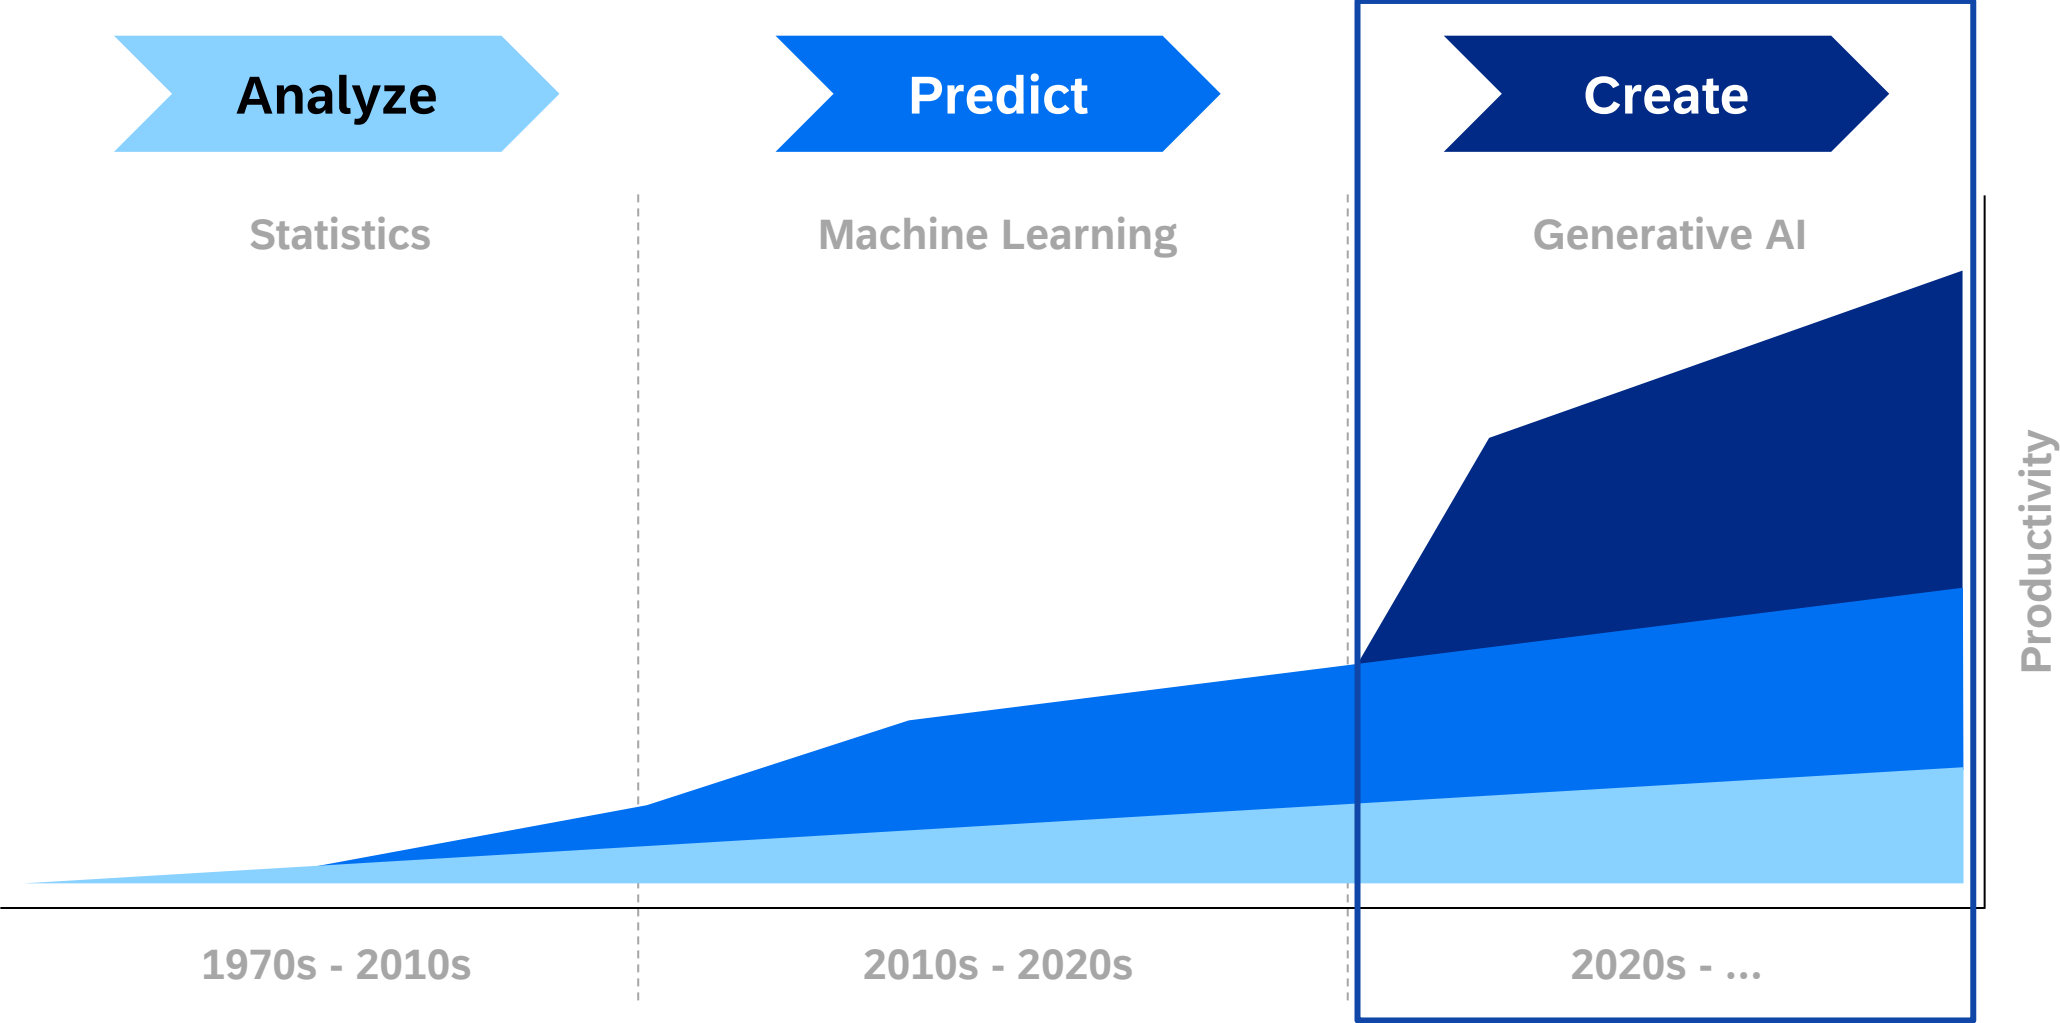 Analyze
Predict
Create
Statistics
Machine Learning
Generative AI
Productivity
1970s - 2010s
2010s - 2020s
2020s - ...